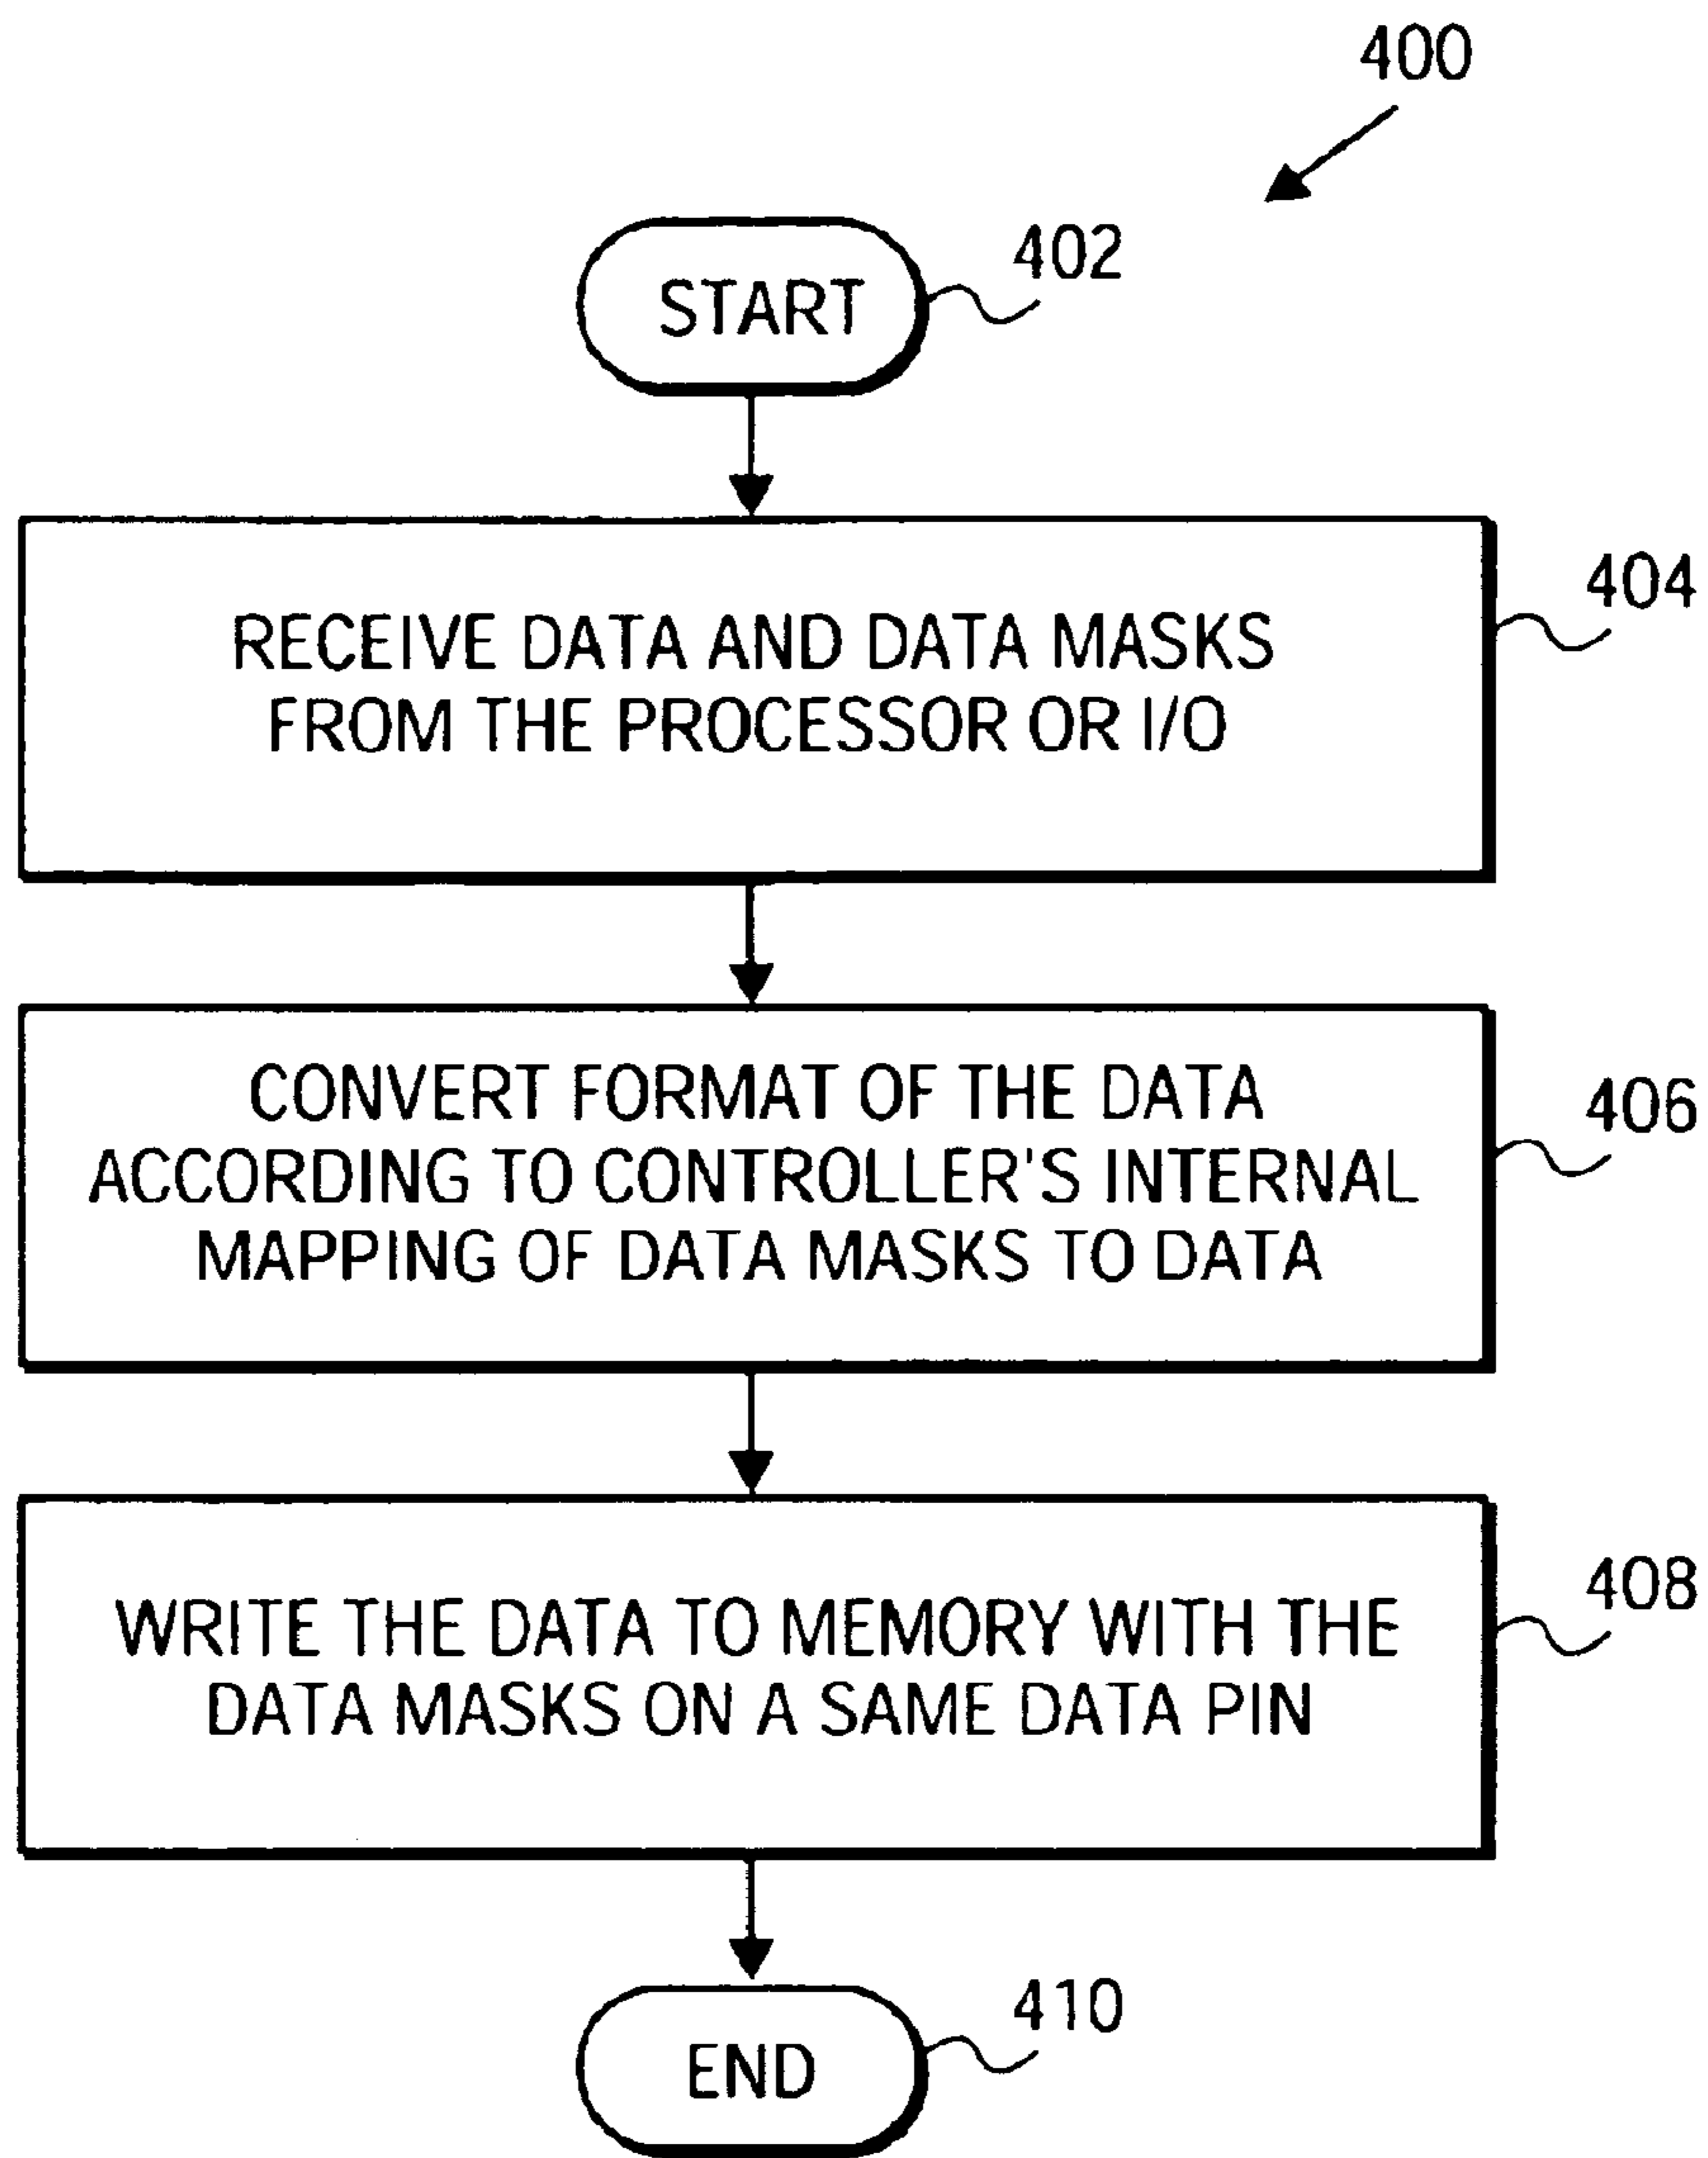 400
START
402
RECEIVE DATA AND DATA MASKS
FROM THE PROCESSOR OR I/O
404
CONVERT FORMAT OF THE DATA
ACCORDING TO CONTROLLER'S INTERNAL
MAPPING OF DATA MASKS TO DATA
406
WRITE THE DATA TO MEMORY WITH THE
DATA MASKS ON A SAME DATA PIN
408
END
410